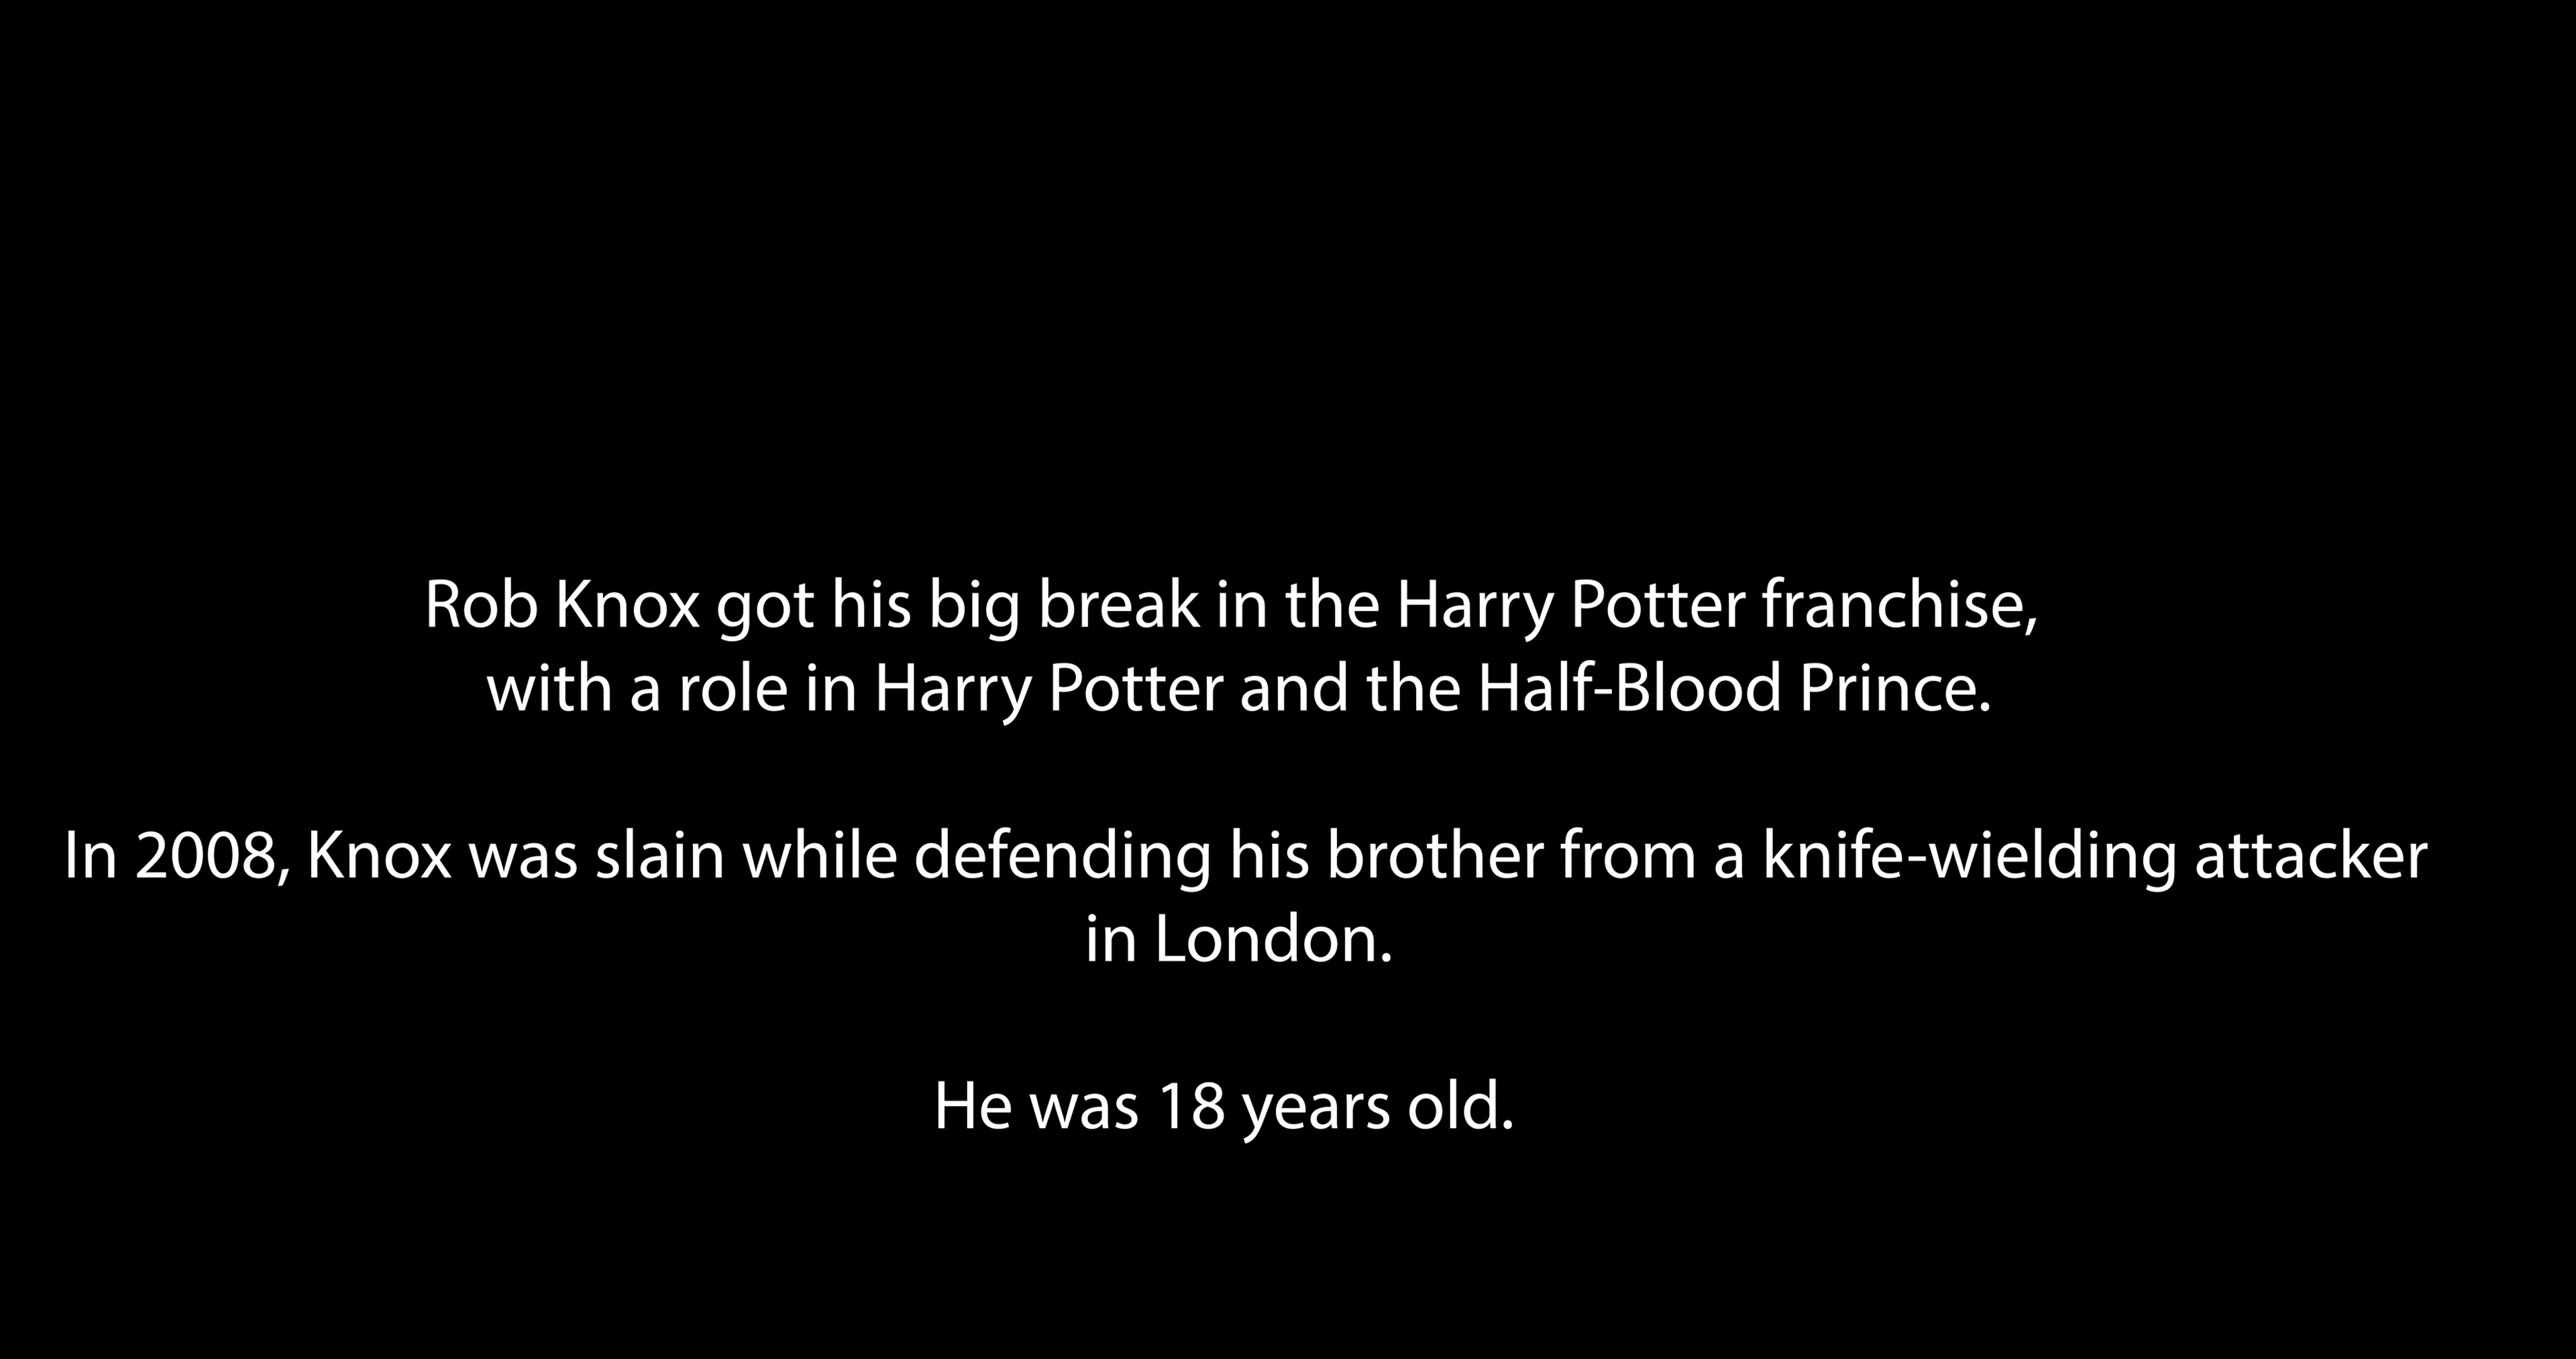 Rob Knox got his big break in the Harry Potter franchise,
with a role in Harry Potter and the Half-Blood Prince.
In 2008, Knox was slain while defending his brother from a knife-wielding attacker
in London.
He was 18 years old.